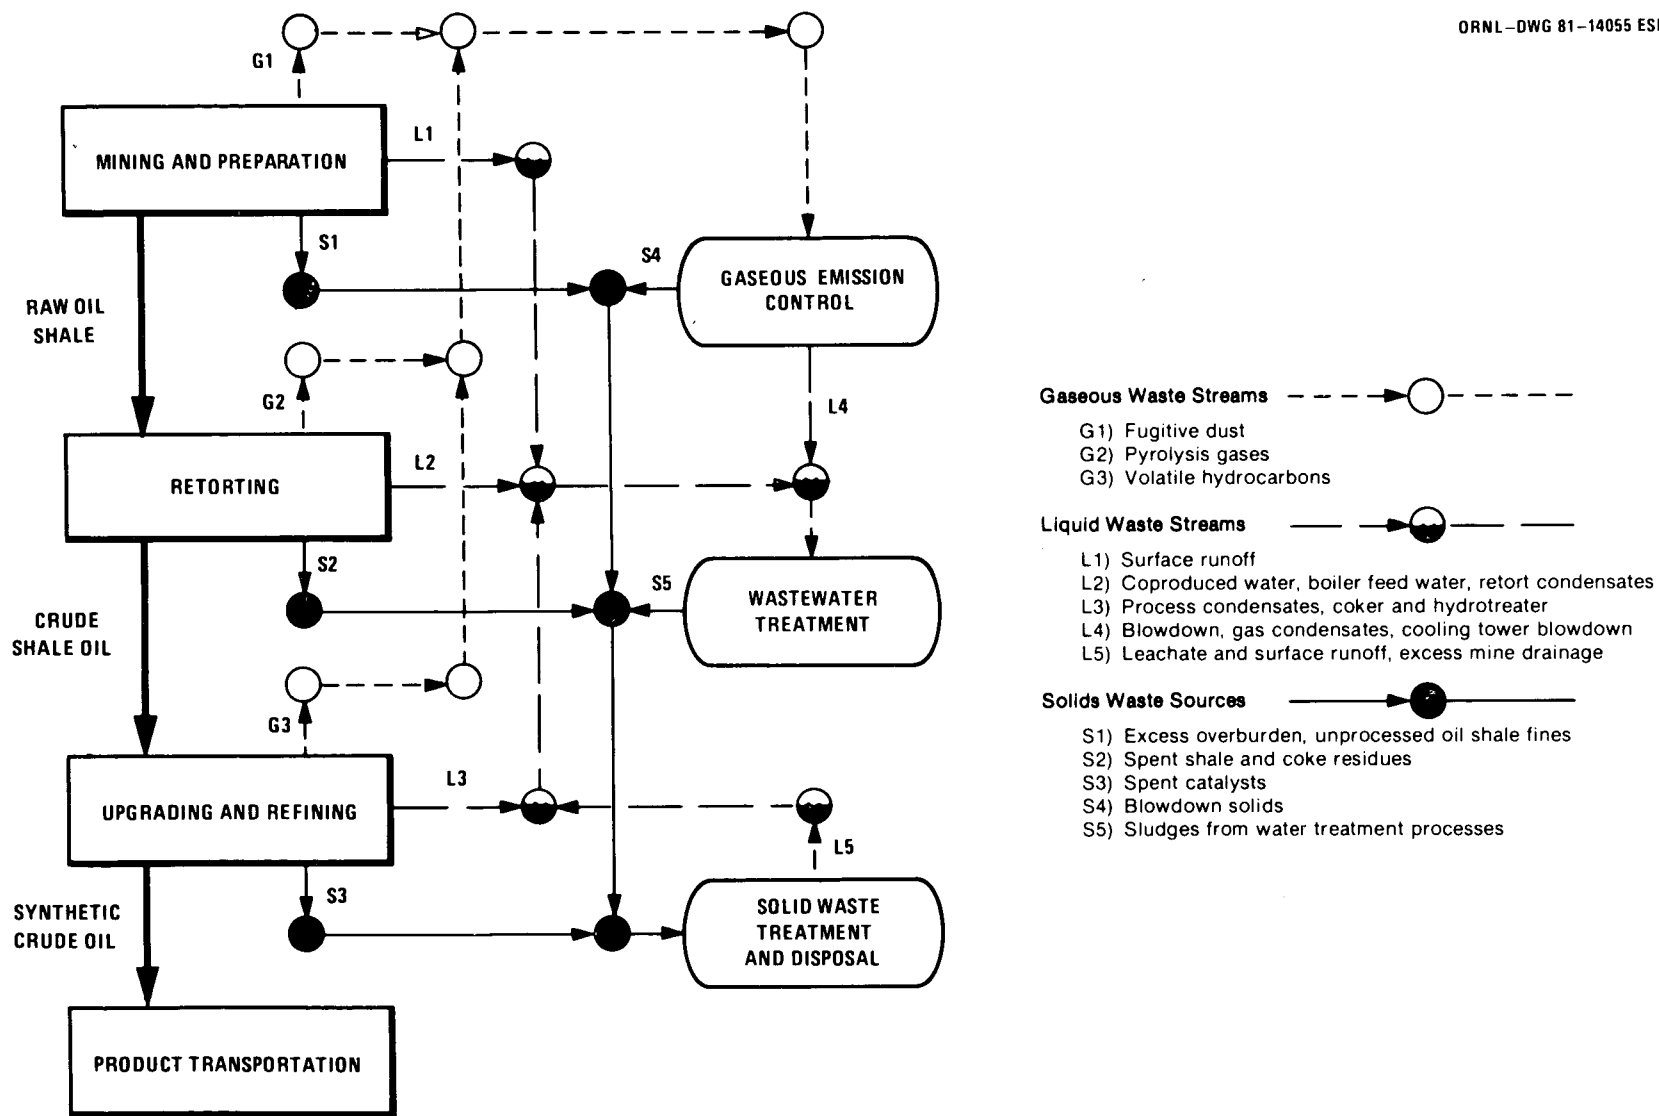 ORNL-DWG 81-14055
G1
L1
MINING AND PREPARATION
S1
S4
GASEOUS EMISSION
CONTROL
RAW OIL
SHALE
G2
L4
L2
RETORTING
S2
S5
WASTEWATER
TREATMENT
CRUDE
SHALE OIL
G3
L3
UPGRADING AND REFINING
L5
S3
SOLID WASTE
TREATMENT
AND DISPOSAL
SYNTHETIC
CRUDE OIL
PRODUCT TRANSPORTATION
Gaseous Waste Streams
G1) Fugitive dust
G2) Pyrolysis gases
G3) Volatile hydrocarbons
Liquid Waste Streams
L1) Surface runoff
L2) Coproduced water, boiler feed water, retort condensates
L3) Process condensates, coker and hydrotreater
L4) Blowdown, gas condensates, cooling tower blowdown
L5) Leachate and surface runoff, excess mine drainage
Solids Waste Sources
S1) Excess overburden, unprocessed oil shale fines
S2) Spent shale and coke residues
S3) Spent catalysts
S4) Blowdown solids
S5) Sludges from water treatment processes